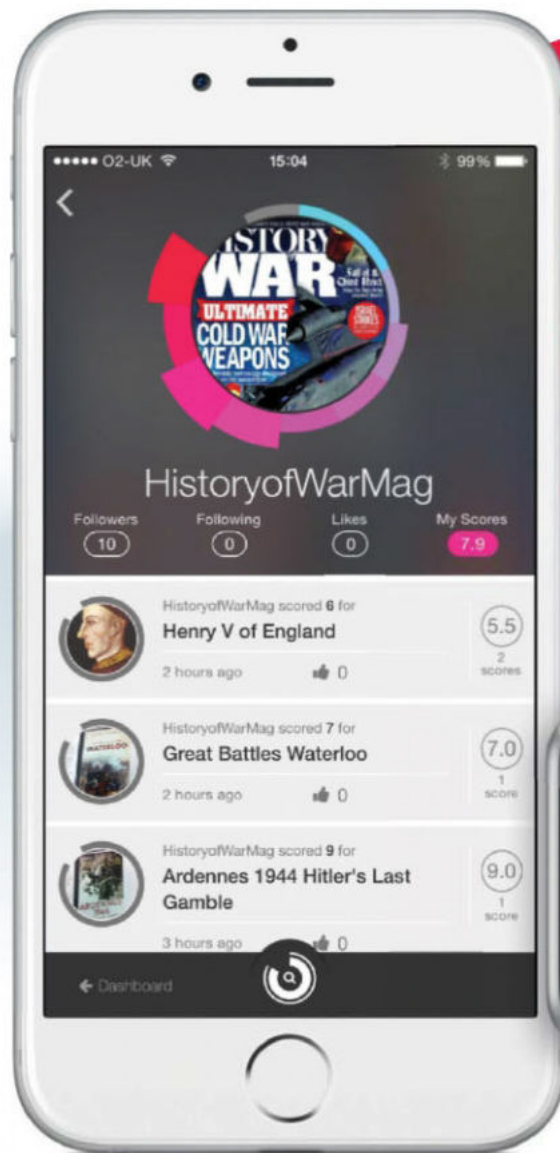 O2-UK 15:04 99%
HISTORY
WAR
ULTIMATE
COLD WAR
WEAPONS
ISRAEL
STRIKES
HistoryofWarMag
Followers Following Likes My Scores
10 0 0 7.9
HistoryofWarMag scored 6 for
Henry V of England
2 hours ago 0
5.5
2
scores
HistoryofWarMag scored 7 for
Great Battles Waterloo
2 hours ago 0
7.0
1
score
WATERLOO
HistoryofWarMag scored 9 for
Ardennes 1944 Hitler's Last
Gamble
3 hours ago 0
9.0
1
score
Dashboard